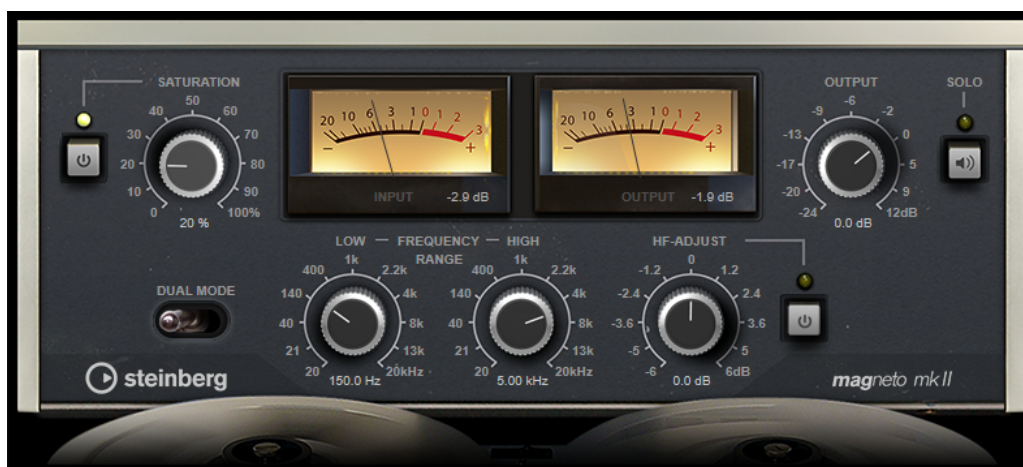 SATURATION
0 10 20 30 40 50 60 70 80 90 100%
20 %
20 10 6 3 1 0 1 2 3
- +
INPUT -2.9 dB
20 10 6 3 1 0 1 2 3
- +
OUTPUT -1.9 dB
OUTPUT
-24 -20 -17 -13 -9 -6 -2 0 5 9 12dB
0.0 dB
SOLO
LOW FREQUENCY HIGH
RANGE
20 21 40 140 400 1k 2.2k 4k 8k 13k 20kHz
150.0 Hz
20 21 40 140 400 1k 2.2k 4k 8k 13k 20kHz
5.00 kHz
HF-ADJUST
-6 -5 -3.6 -2.4 -1.2 0 1.2 2.4 3.6 5 6dB
0.0 dB
DUAL MODE
steinberg
magneto mkII